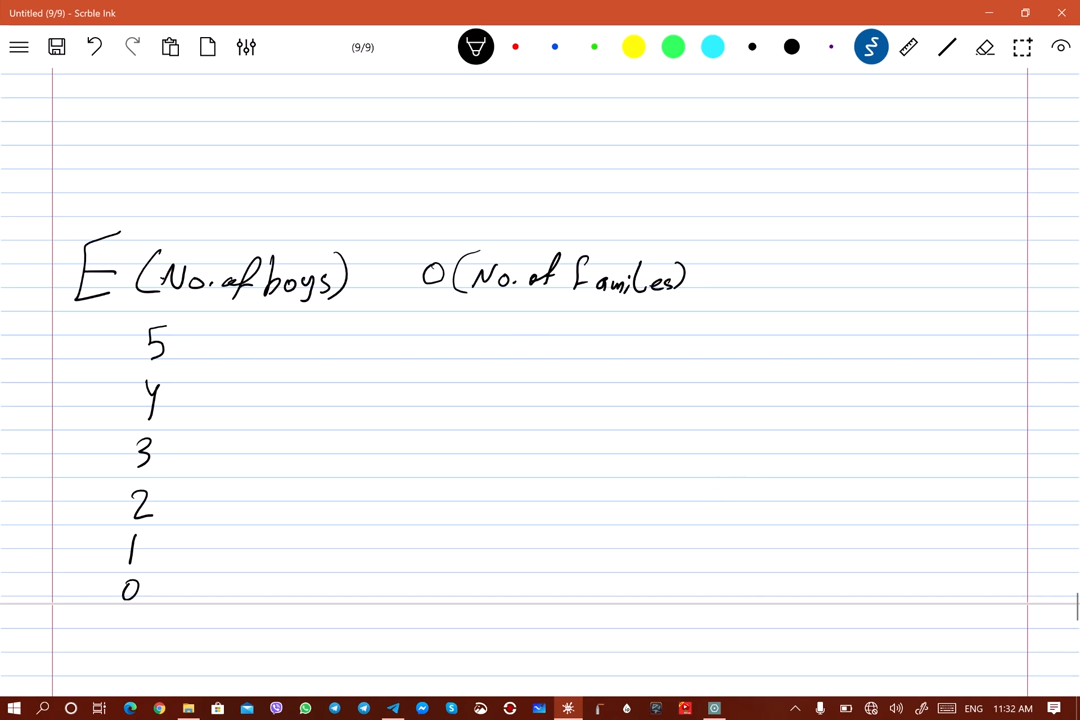 Untitled (9/9) - Scrble Ink
(9/9)
E (No. of boys) O (No. of familes)
5
4
3
2
1
0
ENG 11:32 AM